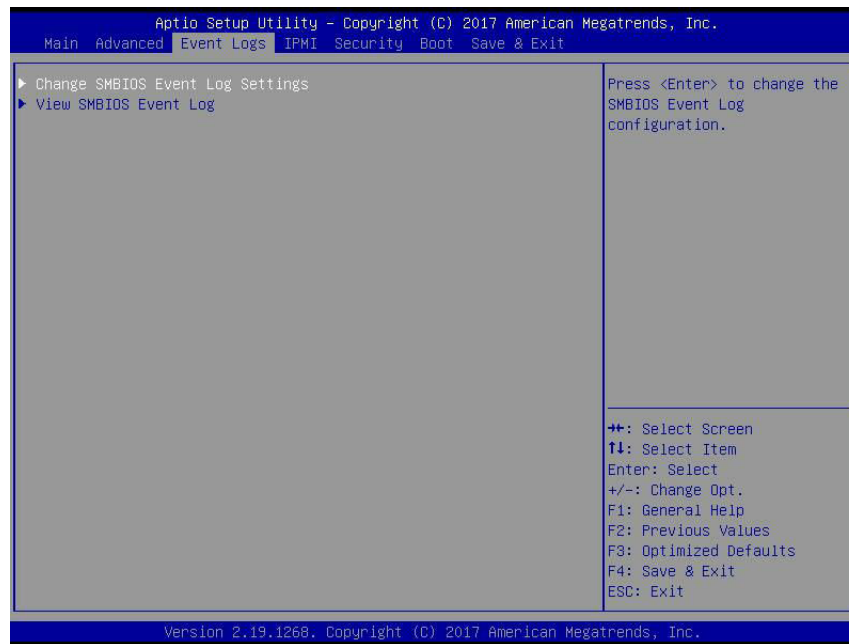 Aptio Setup Utility – Copyright (C) 2017 American Megatrends, Inc.
Main Advanced Event Logs IPMI Security Boot Save & Exit
▶ Change SMBIOS Event Log Settings
▶ View SMBIOS Event Log
Press <Enter> to change the
SMBIOS Event Log
configuration.
→←: Select Screen
↑↓: Select Item
Enter: Select
+/-: Change Opt.
F1: General Help
F2: Previous Values
F3: Optimized Defaults
F4: Save & Exit
ESC: Exit
Version 2.19.1268. Copyright (C) 2017 American Megatrends, Inc.